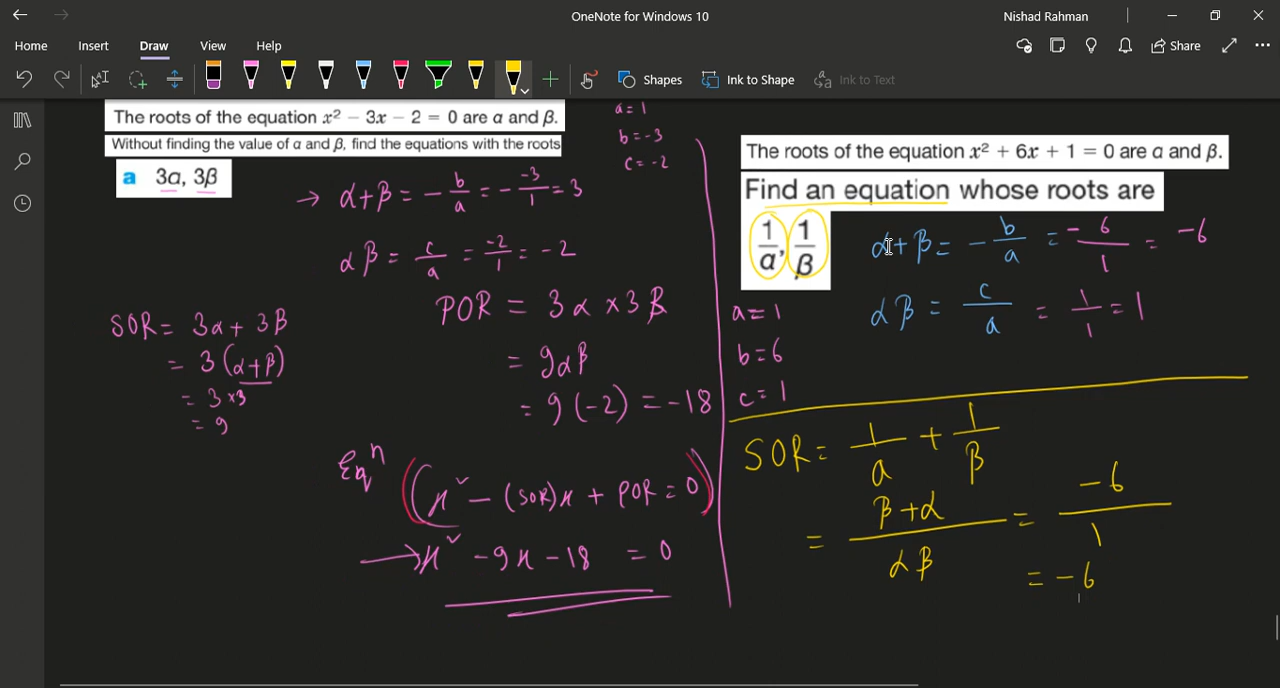 OneNote for Windows 10
Nishad Rahman
Home Insert Draw View Help
Share
Shapes Ink to Shape Ink to Text
The roots of the equation x² − 3x − 2 = 0 are α and β.
Without finding the value of α and β, find the equations with the roots
a 3α, 3β
a = 1
b = -3
c = -2
→ α+β = - b/a = - -3/1 = 3
αβ = c/a = -2/1 = -2
SOR = 3α + 3β
= 3(α+β)
= 3×3
= 9
POR = 3α × 3β
= 9αβ
= 9(-2) = -18
Eqⁿ (x² - (SOR)x + POR = 0)
→ x² - 9x - 18 = 0
The roots of the equation x² + 6x + 1 = 0 are α and β.
Find an equation whose roots are
1/α, 1/β
α+β = - b/a = - 6/1 = -6
αβ = c/a = 1/1 = 1
a = 1
b = 6
c = 1
SOR = 1/α + 1/β
= β+α/αβ = -6/1
= -6